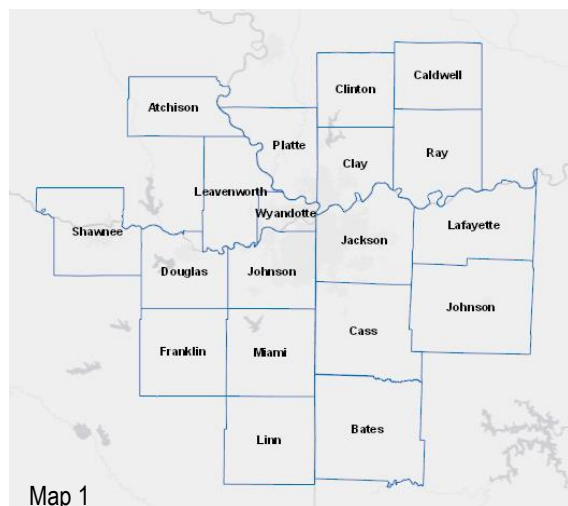 Caldwell
Clinton
Atchison
Platte
Clay
Ray
Leavenworth
Wyandotte
Lafayette
Shawnee
Jackson
Douglas
Johnson
Johnson
Cass
Franklin
Miami
Bates
Linn
Map 1